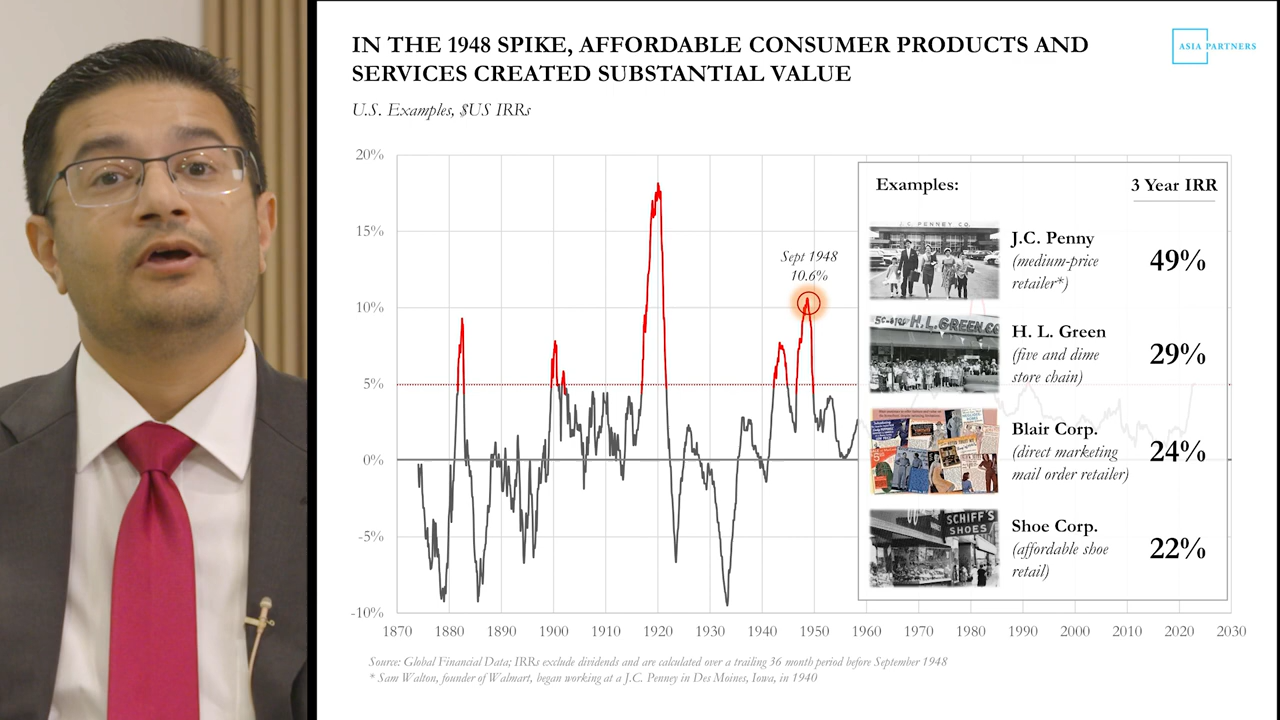 IN THE 1948 SPIKE, AFFORDABLE CONSUMER PRODUCTS AND
SERVICES CREATED SUBSTANTIAL VALUE
ASIA PARTNERS
U.S. Examples, $US IRRs
20%
15%
10%
5%
0%
-5%
-10%
Sept 1948
10.6%
Examples:
3 Year IRR
J. C. PENNEY CO.
J.C. Penny
(medium-price
retailer*)
49%
5C-$1.00 H.L.GREEN CO
H. L. Green
(five and dime
store chain)
29%
Blair Corp.
(direct marketing
mail order retailer)
24%
SCHIFF'S
SHOES
Shoe Corp.
(affordable shoe
retail)
22%
1870 1880 1890 1900 1910 1920 1930 1940 1950 1960 1970 1980 1990 2000 2010 2020 2030
Source: Global Financial Data; IRRs exclude dividends and are calculated over a trailing 36 month period before September 1948
* Sam Walton, founder of Walmart, began working at a J.C. Penney in Des Moines, Iowa, in 1940